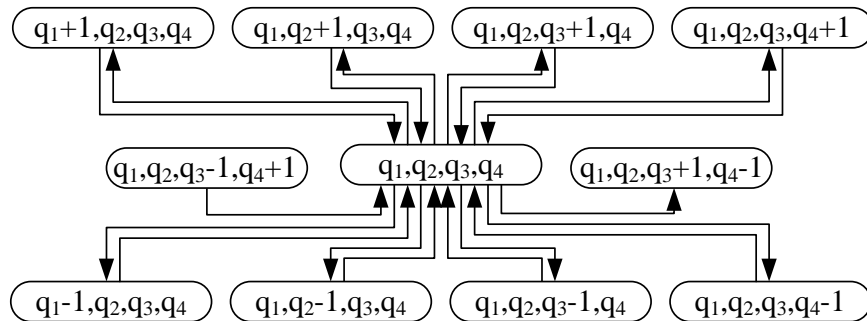 q₁+1,q₂,q₃,q₄
q₁,q₂+1,q₃,q₄
q₁,q₂,q₃+1,q₄
q₁,q₂,q₃,q₄+1
q₁,q₂,q₃-1,q₄+1
q₁,q₂,q₃,q₄
q₁,q₂,q₃+1,q₄-1
q₁-1,q₂,q₃,q₄
q₁,q₂-1,q₃,q₄
q₁,q₂,q₃-1,q₄
q₁,q₂,q₃,q₄-1